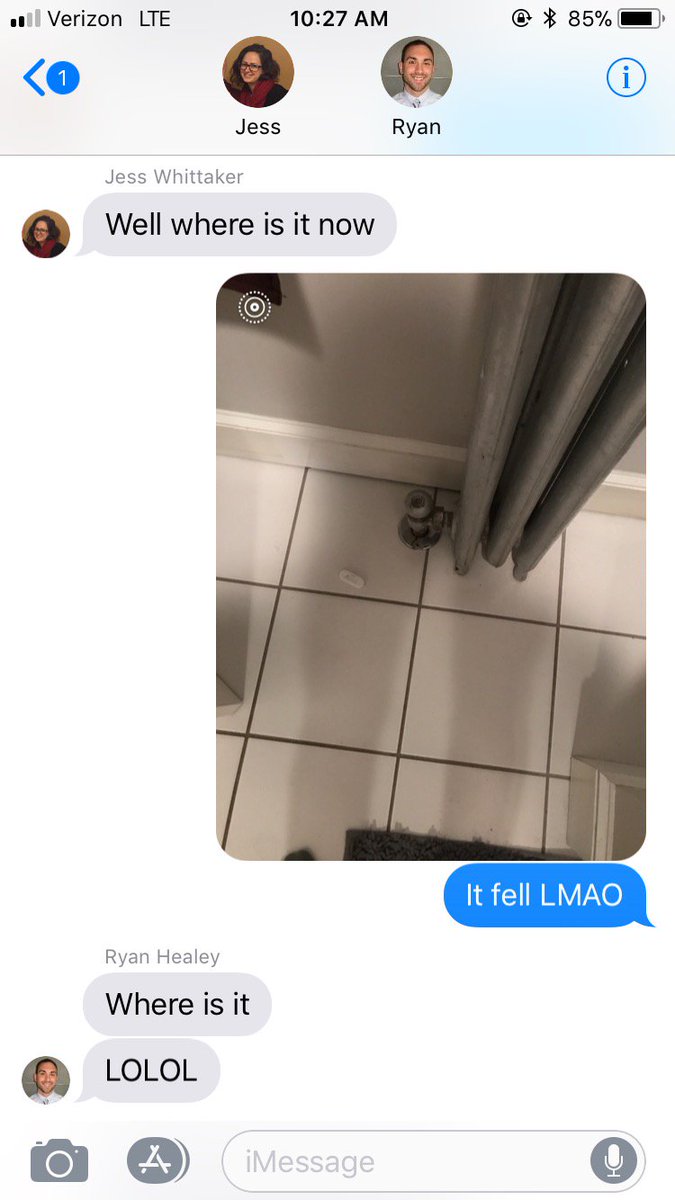 Verizon LTE 10:27 AM 85%
1
Jess Ryan
Jess Whittaker
Well where is it now
It fell LMAO
Ryan Healey
Where is it
LOLOL
iMessage